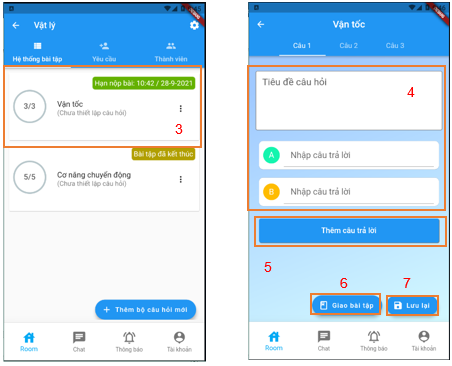 Vật lý
Hệ thống bài tập
Yêu cầu
Thành viên
Hạn nộp bài: 10:42 / 28-9-2021
3/3
Vận tốc
(Chưa thiết lập câu hỏi)
3
Bài tập đã kết thúc
5/5
Cơ năng chuyển động
(Chưa thiết lập câu hỏi)
+ Thêm bộ câu hỏi mới
Room
Chat
Thông báo
Tài khoản
Vận tốc
Câu 1
Câu 2
Câu 3
Tiêu đề câu hỏi
4
A
Nhập câu trả lời
B
Nhập câu trả lời
Thêm câu trả lời
5
6
7
Giao bài tập
Lưu lại
Room
Chat
Thông báo
Tài khoản